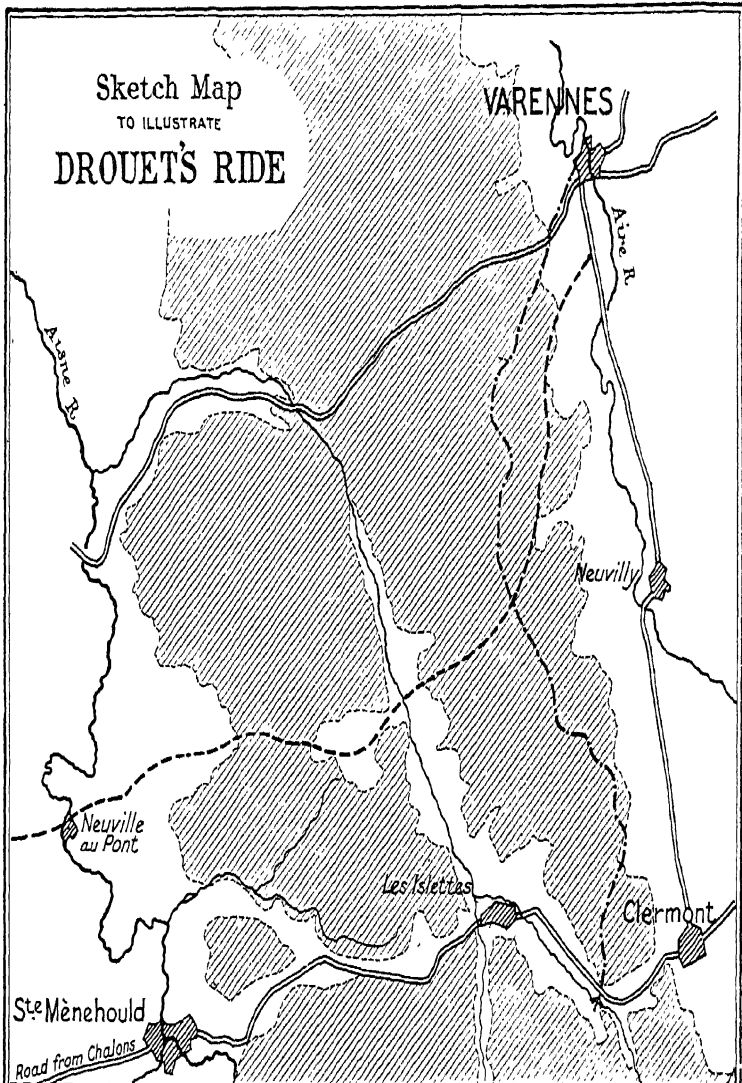 Sketch Map
TO ILLUSTRATE
DROUET'S RIDE
VARENNES
Aire R
Aisne R
Neuvilly
Neuville
au Pont
Les Islettes
Clermont
Ste Mènehould
Road from Chalons